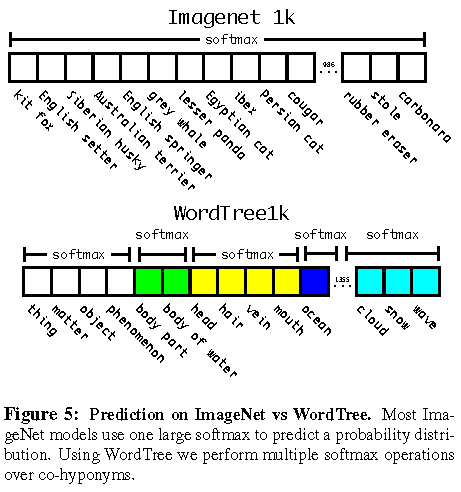 Imagenet 1k
softmax
986
kit fox
English setter
Siberian husky
Australian terrier
English springer
grey whale
lesser panda
Egyptian cat
ibex
Persian cat
cougar
rubber eraser
stole
carbonara
WordTree1k
softmax
softmax
softmax
softmax
softmax
1355
thing
matter
object
phenomenon
body part
body of water
head
hair
vein
mouth
ocean
cloud
snow
wave
Figure 5: Prediction on ImageNet vs WordTree. Most Ima-
geNet models use one large softmax to predict a probability distri-
bution. Using WordTree we perform multiple softmax operations
over co-hyponyms.